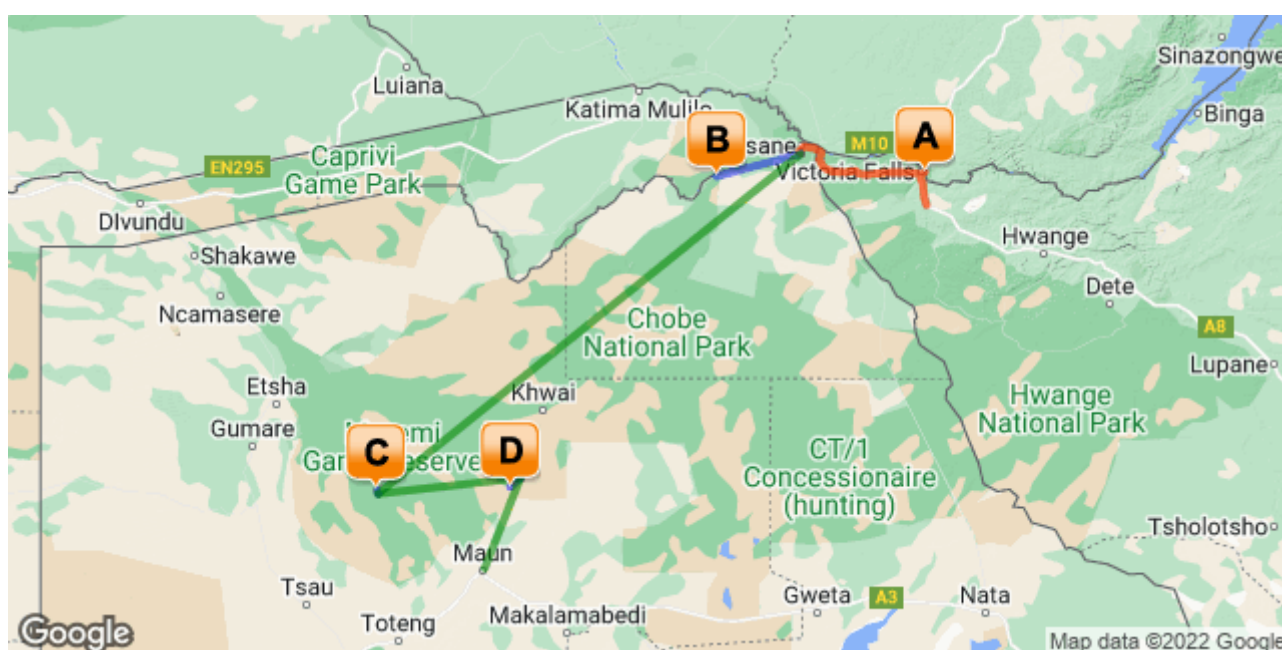 Sinazongwe
Luiana
Katima Mulilo
Binga
B
sane
M10
A
EN295
Caprivi
Game Park
Victoria Falls
DIvundu
Hwange
Shakawe
Dete
Ncamasere
Chobe
National Park
A8
Lupane
Etsha
Khwai
Hwange
National Park
Gumare
C
D
CT/1
Concessionaire
(hunting)
Tsholotsho
Maun
Tsau
Gweta
A3
Nata
Toteng
Makalamabedi
Google
Map data ©2022 Google